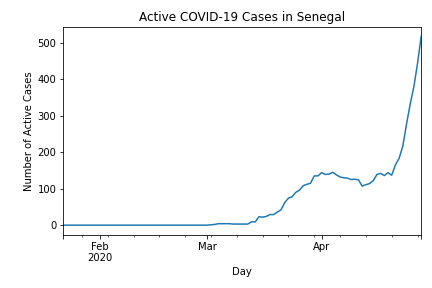 Active COVID-19 Cases in Senegal
500
400
300
200
100
0
Number of Active Cases
Feb
2020
Mar
Apr
Day